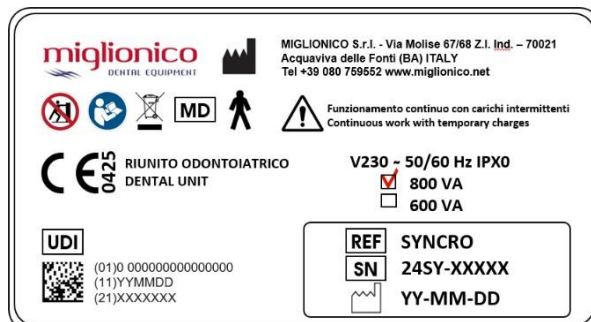 miglionico
DENTAL EQUIPMENT
MIGLIONICO S.r.l. - Via Molise 67/68 Z.I. Ind. – 70021
Acquaviva delle Fonti (BA) ITALY
Tel +39 080 759552 www.miglionico.net
MD
Funzionamento continuo con carichi intermittenti
Continuous work with temporary charges
CE 0425
RIUNITO ODONTOIATRICO
DENTAL UNIT
V230 ~ 50/60 Hz IPX0
800 VA
600 VA
UDI
(01)0 000000000000000
(11)YYMMDD
(21)XXXXXXX
REF SYNCRO
SN 24SY-XXXXX
YY-MM-DD